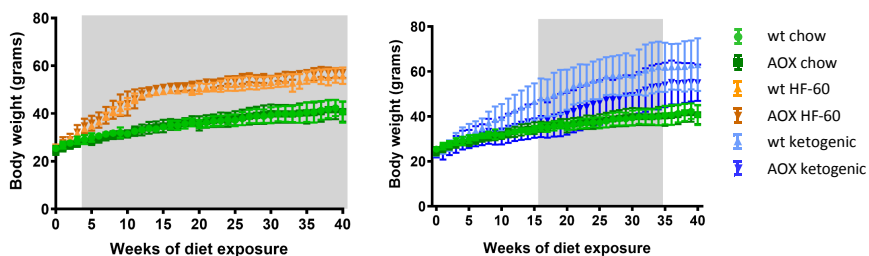 Body weight (grams)
80
60
40
20
0
0 5 10 15 20 25 30 35 40
Weeks of diet exposure
Body weight (grams)
80
60
40
20
0
0 5 10 15 20 25 30 35 40
Weeks of diet exposure
wt chow
AOX chow
wt HF-60
AOX HF-60
wt ketogenic
AOX ketogenic